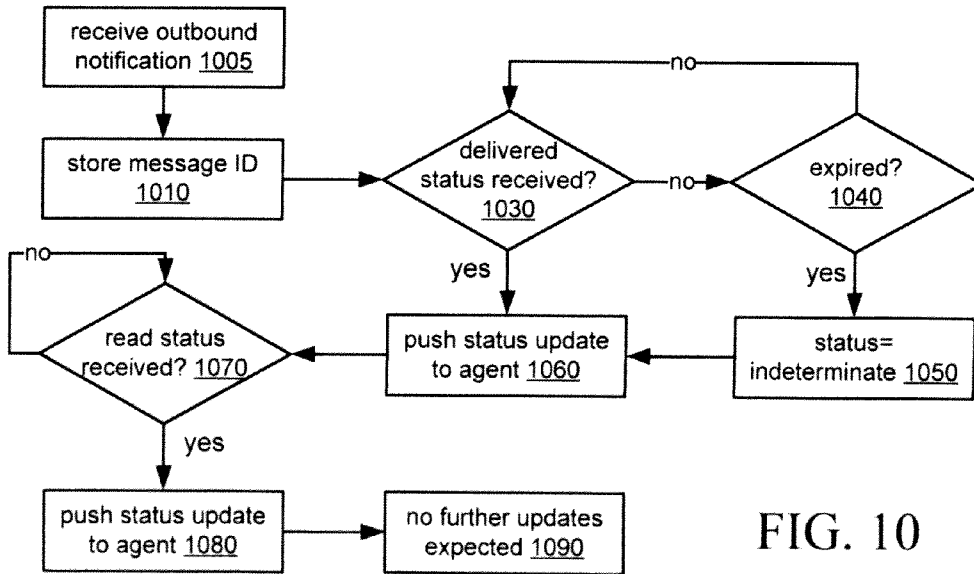 receive outbound
notification 1005
store message ID
1010
delivered
status received?
1030
no
no
expired?
1040
yes
yes
status=
indeterminate 1050
push status update
to agent 1060
no
read status
received? 1070
yes
push status update
to agent 1080
no further updates
expected 1090
FIG. 10